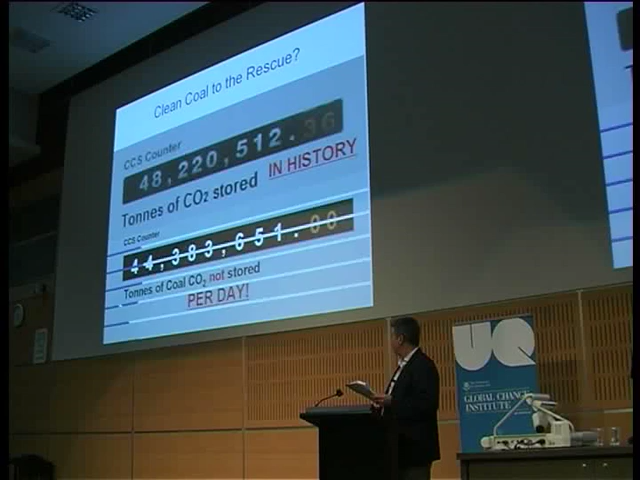 Clean Coal to the Rescue?
CCS Counter
48,220,512.36
Tonnes of CO2 stored IN HISTORY
CCS Counter
44,383,651.00
Tonnes of Coal CO2 not stored
PER DAY!
UQ
GLOBAL CHANGE
INSTITUTE